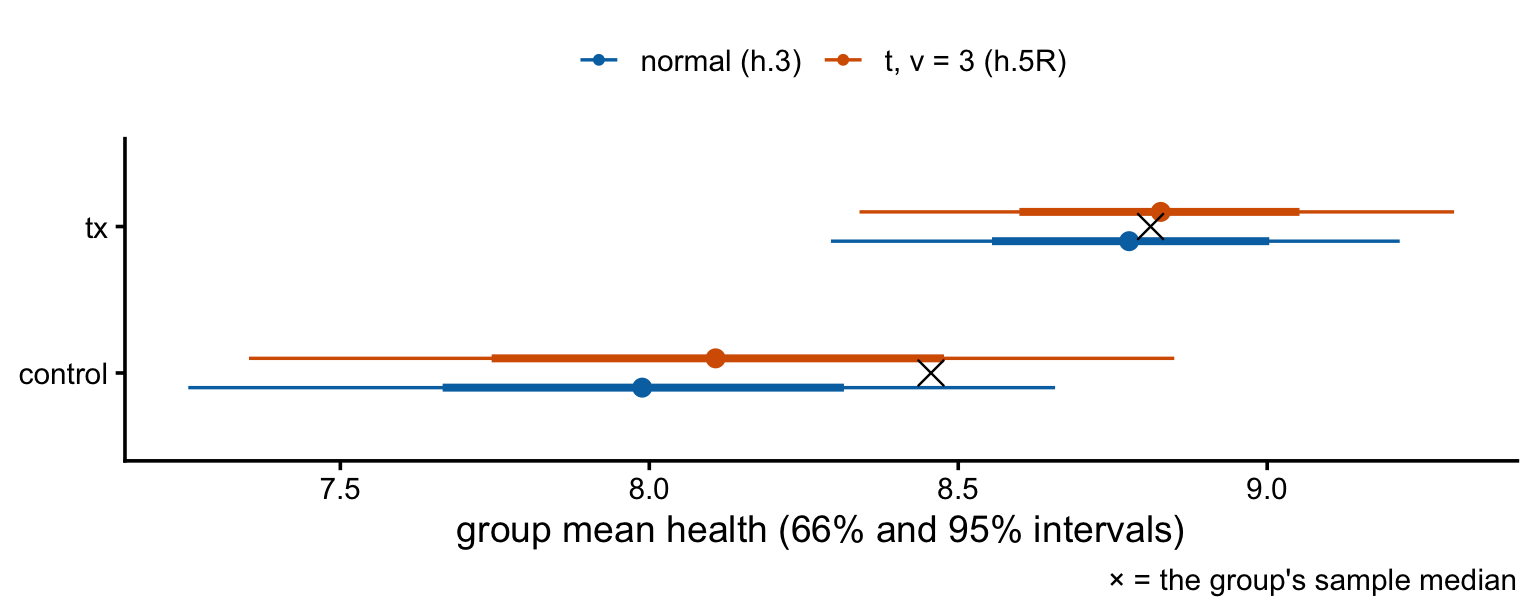 normal (h.3) t, v = 3 (h.5R)
tx
control
7.5 8.0 8.5 9.0
group mean health (66% and 95% intervals)
× = the group's sample median